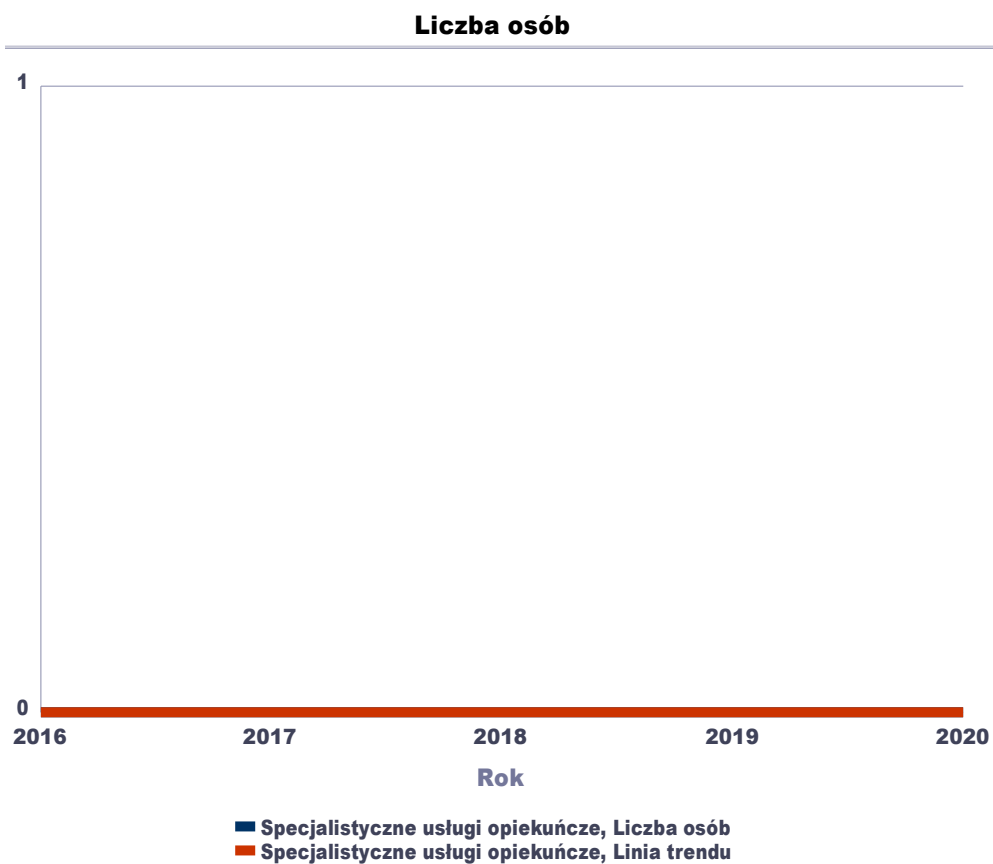 Liczba osób
1
0
2016 2017 2018 2019 2020
Rok
Specjalistyczne usługi opiekuńcze, Liczba osób
Specjalistyczne usługi opiekuńcze, Linia trendu